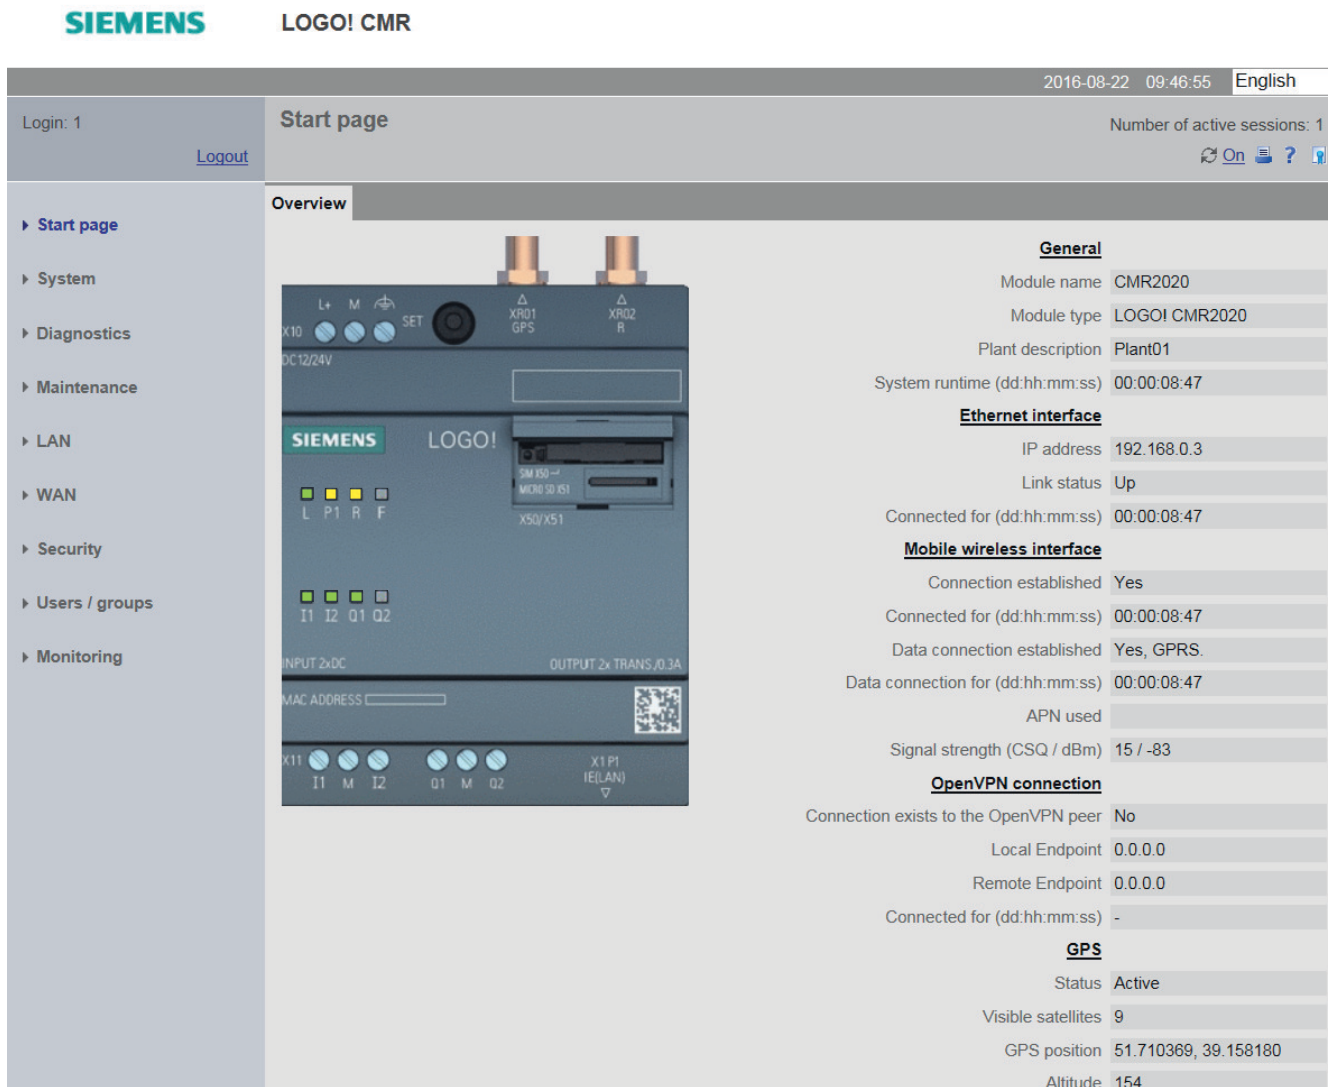 SIEMENS LOGO! CMR
2016-08-22 09:46:55 English
Login: 1
Logout
Start page
Number of active sessions: 1
On ?
Start page
System
Diagnostics
Maintenance
LAN
WAN
Security
Users / groups
Monitoring
Overview
L+ M
SET
X10
XR01
GPS
XR02
R
DC12/24V
SIEMENS LOGO!
SIM X50
MICRO SD X51
X50/X51
L P1 R F
I1 I2 Q1 Q2
INPUT 2xDC
OUTPUT 2x TRANS./0.3A
MAC ADDRESS
X11
I1 M I2
Q1 M Q2
X1 P1
IE(LAN)
General
Module name CMR2020
Module type LOGO! CMR2020
Plant description Plant01
System runtime (dd:hh:mm:ss) 00:00:08:47
Ethernet interface
IP address 192.168.0.3
Link status Up
Connected for (dd:hh:mm:ss) 00:00:08:47
Mobile wireless interface
Connection established Yes
Connected for (dd:hh:mm:ss) 00:00:08:47
Data connection established Yes, GPRS.
Data connection for (dd:hh:mm:ss) 00:00:08:47
APN used
Signal strength (CSQ / dBm) 15 / -83
OpenVPN connection
Connection exists to the OpenVPN peer No
Local Endpoint 0.0.0.0
Remote Endpoint 0.0.0.0
Connected for (dd:hh:mm:ss) -
GPS
Status Active
Visible satellites 9
GPS position 51.710369, 39.158180
Altitude 154